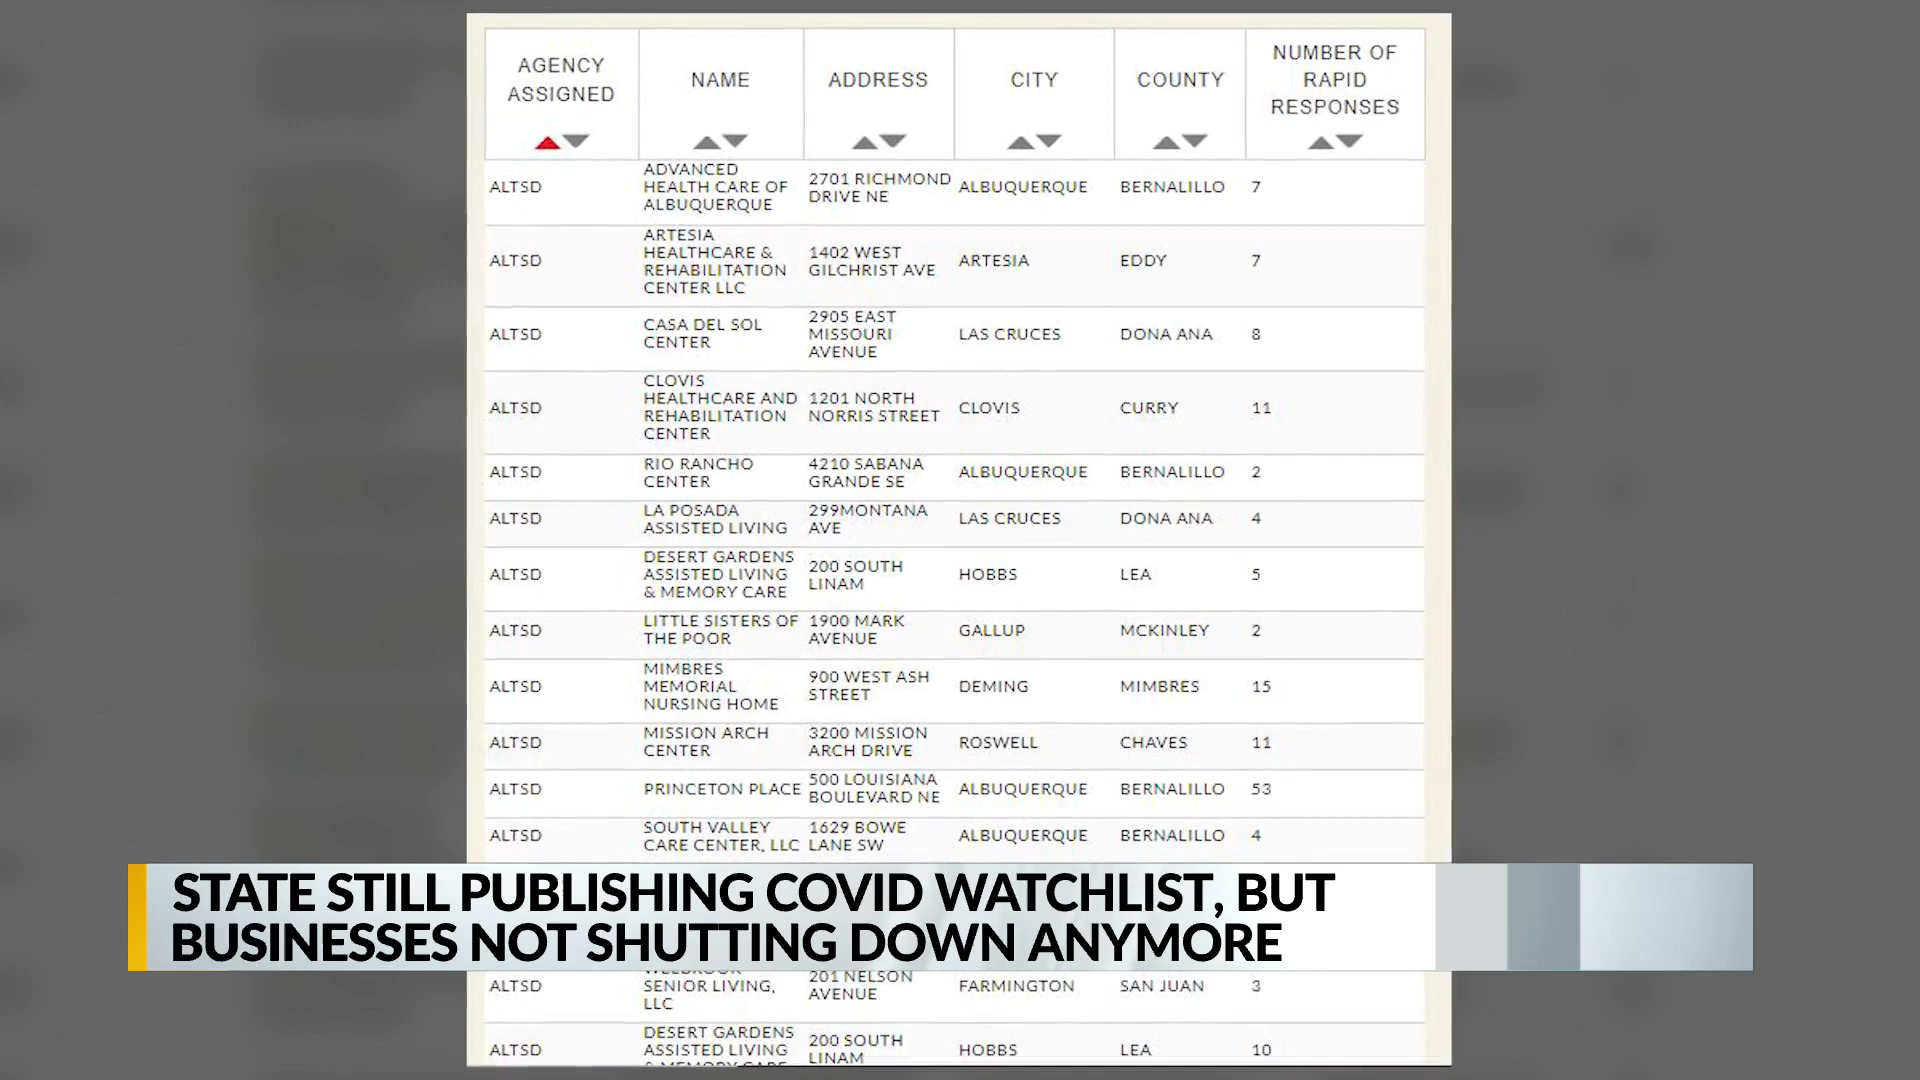 AGENCY
ASSIGNED
NAME
ADDRESS
CITY
COUNTY
NUMBER OF
RAPID
RESPONSES
ALTSD
ADVANCED
HEALTH CARE OF
ALBUQUERQUE
2701 RICHMOND
DRIVE NE
ALBUQUERQUE
BERNALILLO
7
ALTSD
ARTESIA
HEALTHCARE &
REHABILITATION
CENTER LLC
1402 WEST
GILCHRIST AVE
ARTESIA
EDDY
7
ALTSD
CASA DEL SOL
CENTER
2905 EAST
MISSOURI
AVENUE
LAS CRUCES
DONA ANA
8
ALTSD
CLOVIS
HEALTHCARE AND
REHABILITATION
CENTER
1201 NORTH
NORRIS STREET
CLOVIS
CURRY
11
ALTSD
RIO RANCHO
CENTER
4210 SABANA
GRANDE SE
ALBUQUERQUE
BERNALILLO
2
ALTSD
LA POSADA
ASSISTED LIVING
299MONTANA
AVE
LAS CRUCES
DONA ANA
4
ALTSD
DESERT GARDENS
ASSISTED LIVING
& MEMORY CARE
200 SOUTH
LINAM
HOBBS
LEA
5
ALTSD
LITTLE SISTERS OF
THE POOR
1900 MARK
AVENUE
GALLUP
MCKINLEY
2
ALTSD
MIMBRES
MEMORIAL
NURSING HOME
900 WEST ASH
STREET
DEMING
MIMBRES
15
ALTSD
MISSION ARCH
CENTER
3200 MISSION
ARCH DRIVE
ROSWELL
CHAVES
11
ALTSD
PRINCETON PLACE
500 LOUISIANA
BOULEVARD NE
ALBUQUERQUE
BERNALILLO
53
ALTSD
SOUTH VALLEY
CARE CENTER, LLC
1629 BOWE
LANE SW
ALBUQUERQUE
BERNALILLO
4
STATE STILL PUBLISHING COVID WATCHLIST, BUT
BUSINESSES NOT SHUTTING DOWN ANYMORE
ALTSD
SENIOR LIVING,
LLC
201 NELSON
AVENUE
FARMINGTON
SAN JUAN
3
ALTSD
DESERT GARDENS
ASSISTED LIVING
& MEMORY CARE
200 SOUTH
LINAM
HOBBS
LEA
10